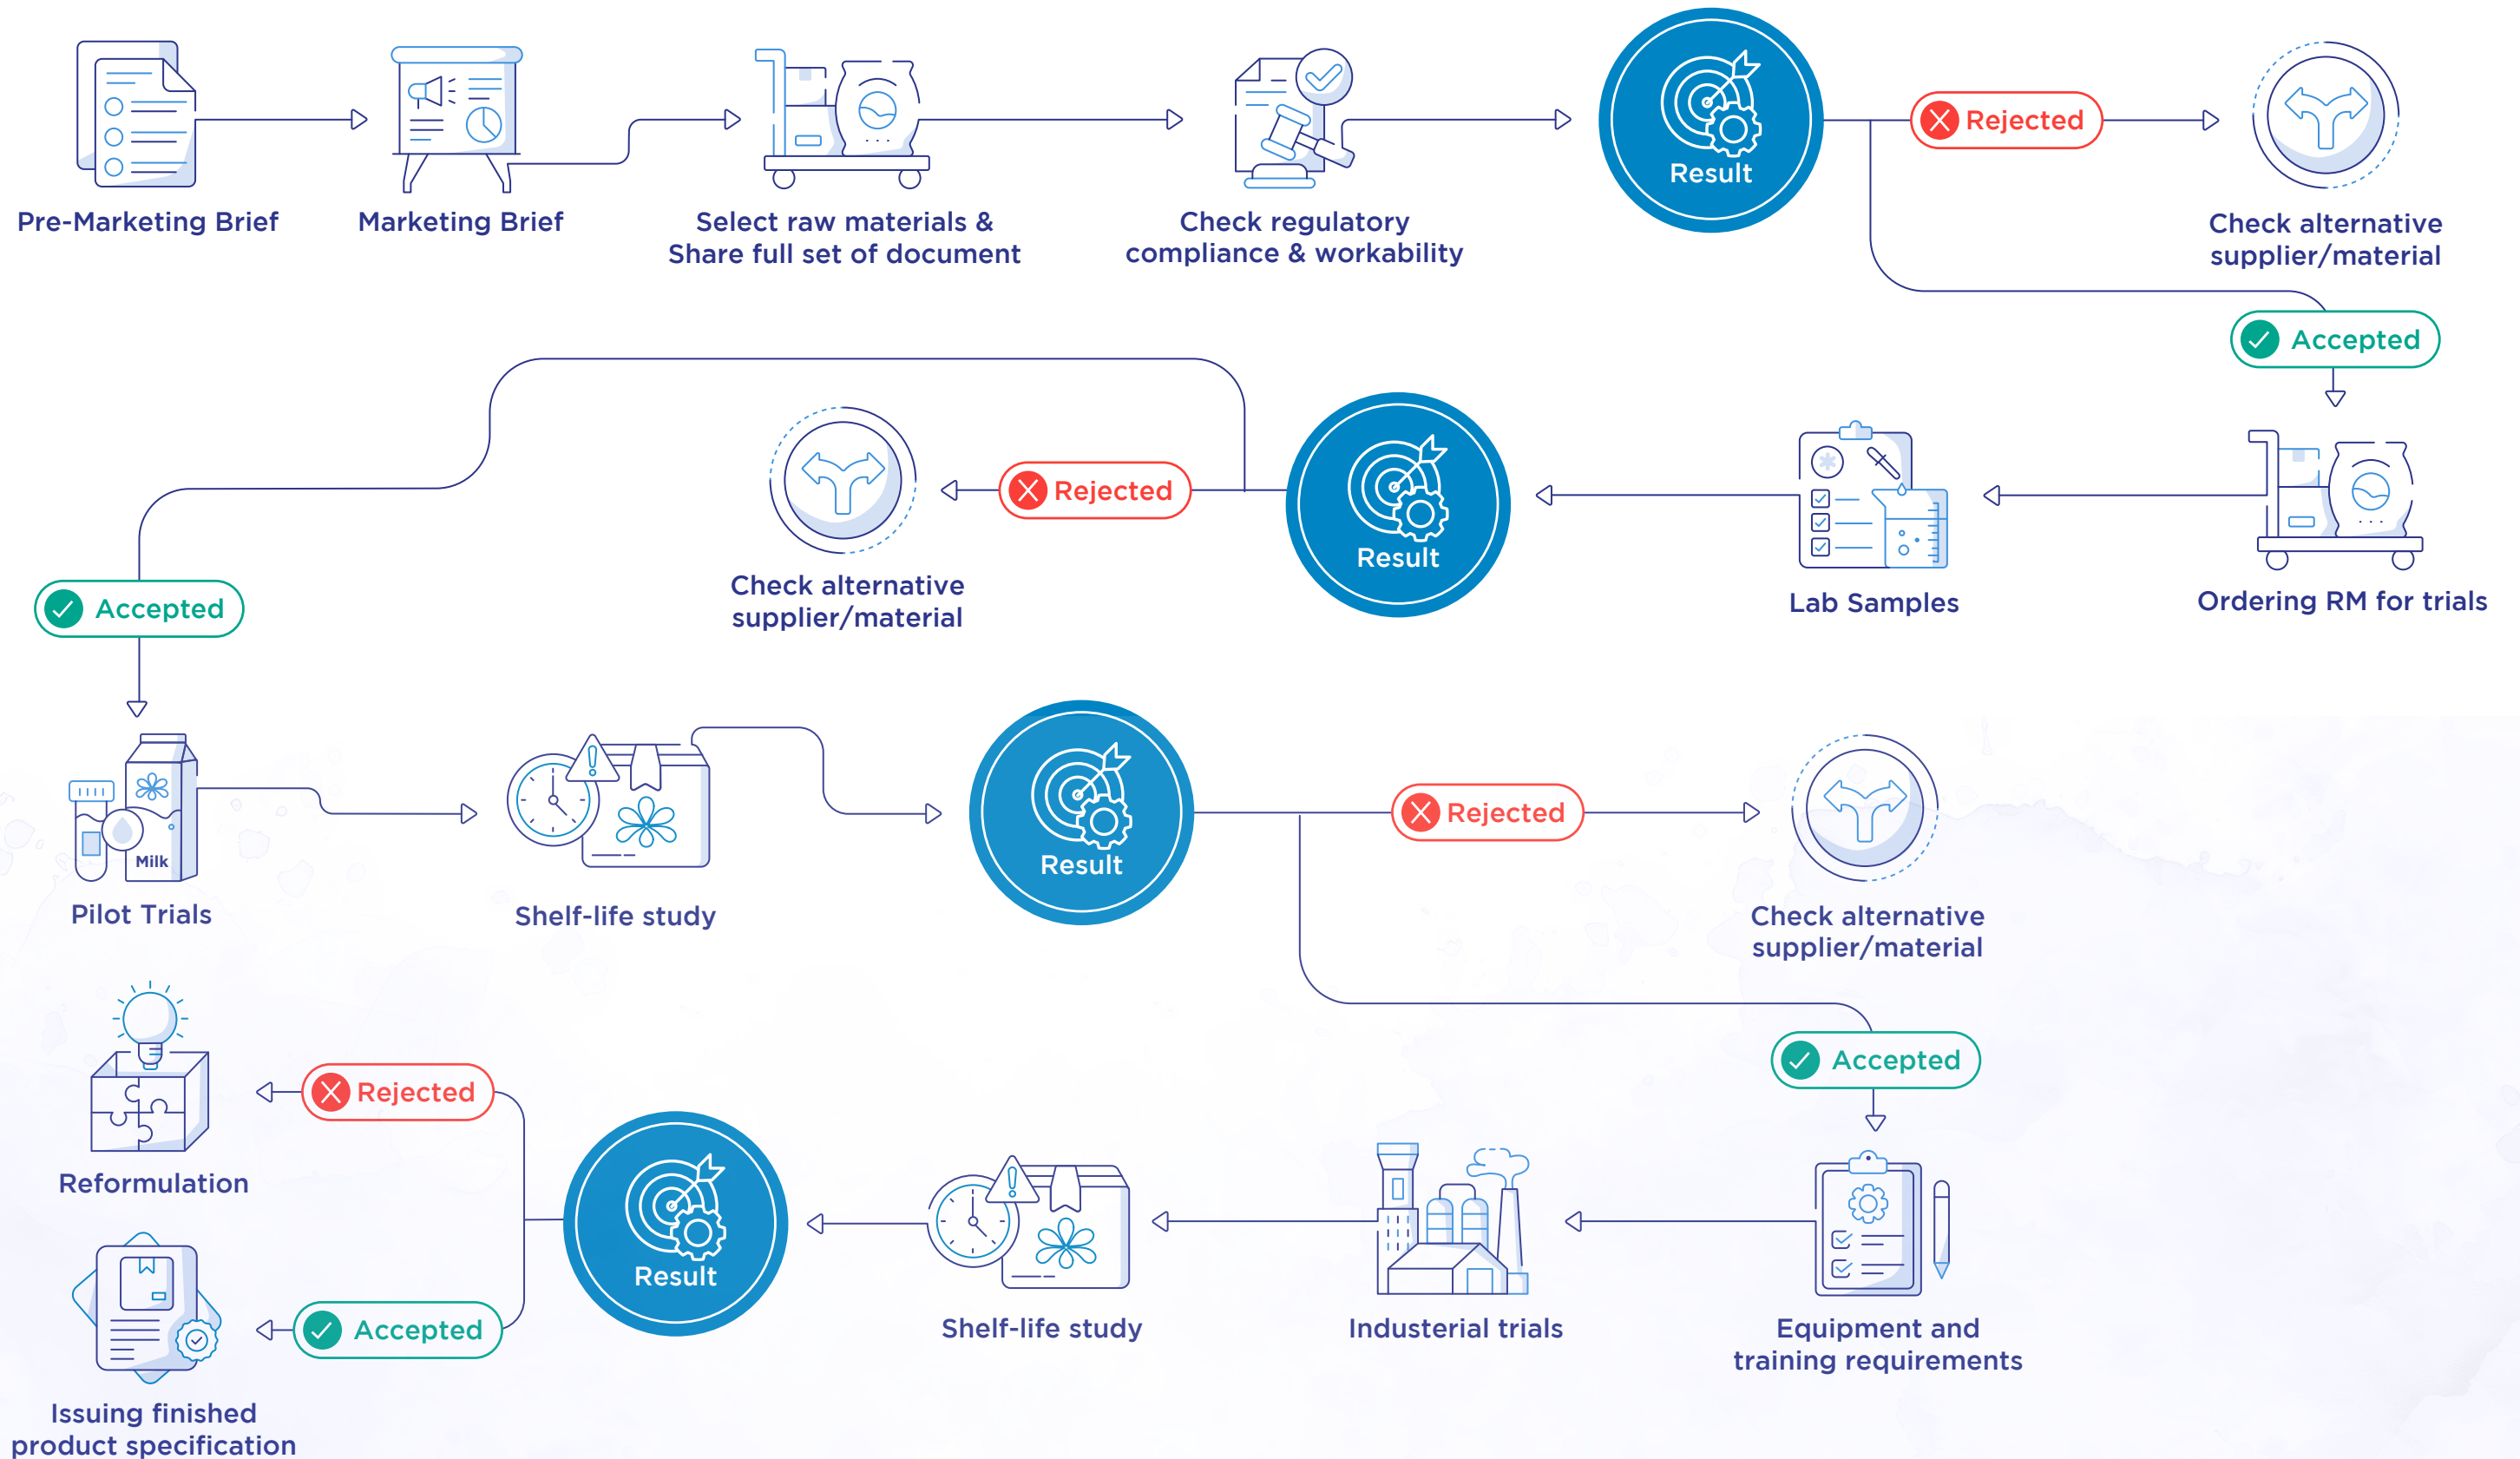 Pre-Marketing Brief
Marketing Brief
Select raw materials &
Share full set of document
Check regulatory
compliance & workability
Result
Rejected
Check alternative
supplier/material
Accepted
Ordering RM for trials
Lab Samples
Result
Rejected
Check alternative
supplier/material
Accepted
Milk
Pilot Trials
Shelf-life study
Result
Rejected
Check alternative
supplier/material
Accepted
Equipment and
training requirements
Industerial trials
Shelf-life study
Result
Rejected
Reformulation
Accepted
Issuing finished
product specification